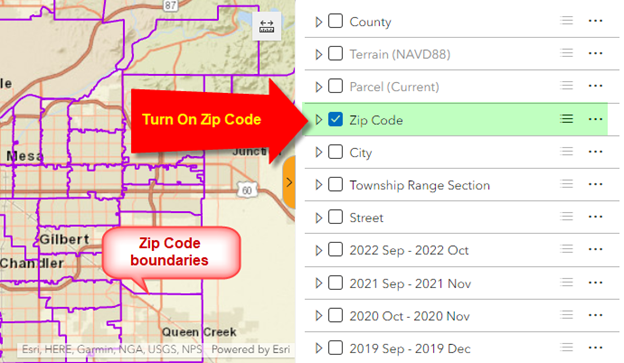 87
le
Mesa
Juncti
60
Gilbert
Chandler
Queen Creek
Esri, HERE, Garmin, NGA, USGS, NPS Powered by Esri
Turn On Zip Code
Zip Code
boundaries
County
Terrain (NAVD88)
Parcel (Current)
Zip Code
City
Township Range Section
Street
2022 Sep - 2022 Oct
2021 Sep - 2021 Nov
2020 Oct - 2020 Nov
2019 Sep - 2019 Dec